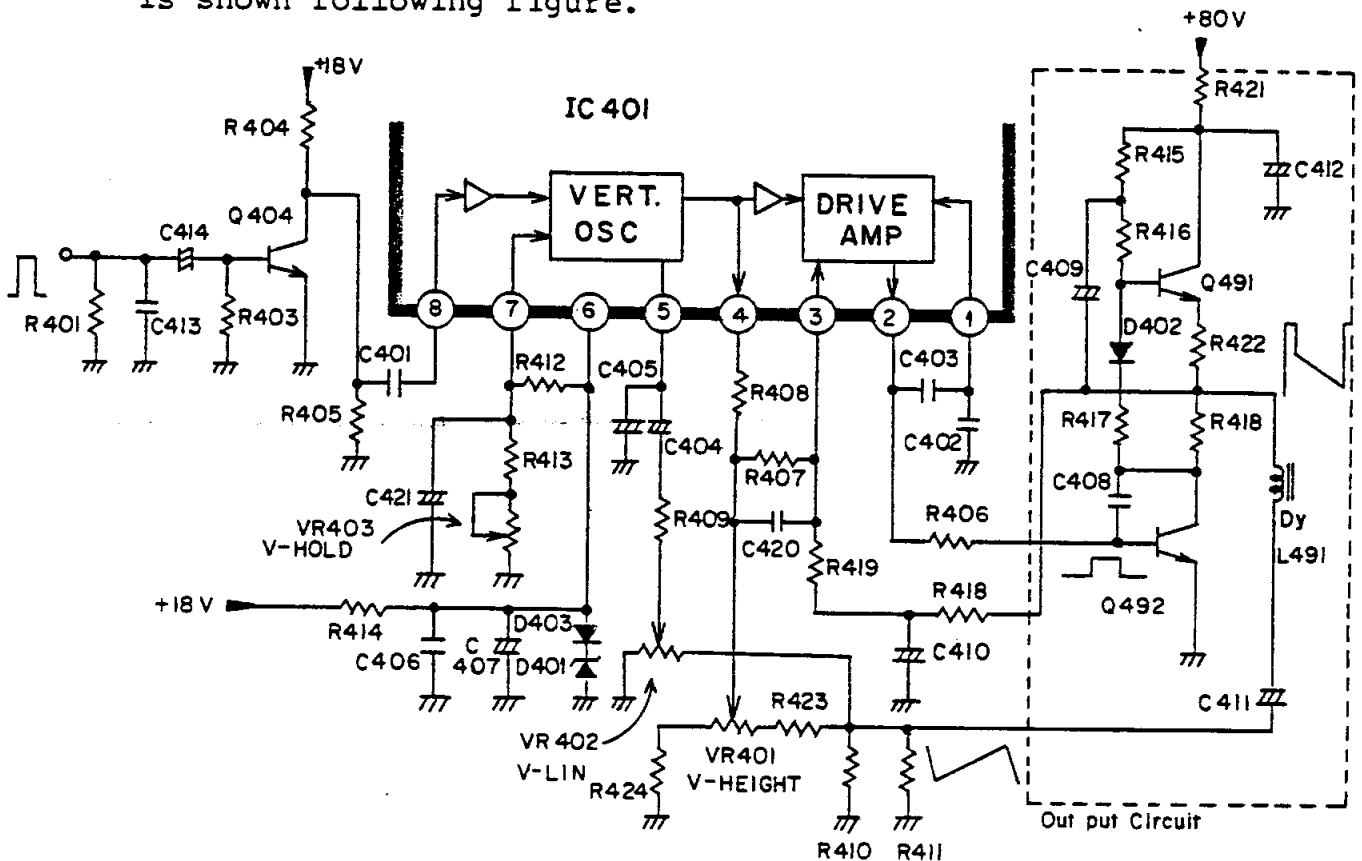 is shown following figure.
+80V
+18V
R421
IC 401
R404
R415
C412
VERT.
OSC
DRIVE
AMP
Q404
C414
R416
C409
Q491
8
7
6
5
4
3
2
1
D402
R401
C413
R403
C401
R412
C405
C403
R422
R408
R405
R417
R418
C404
C402
R413
R407
C421
C408
VR403
V-HOLD
R409
C420
R406
Dy
L491
R419
+18V
R418
Q492
R414
D403
C406
C
407
D401
C410
R423
C411
VR402
V-LIN
VR401
V-HEIGHT
R424
Out put Circuit
R410
R411